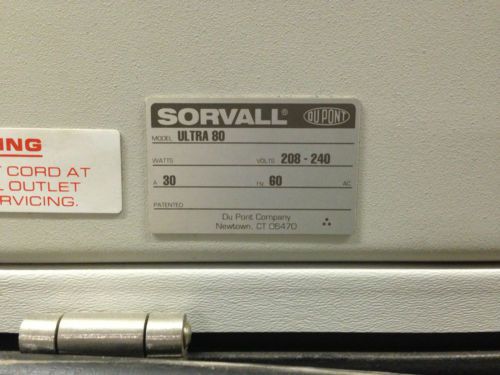 SORVALL® DU PONT
MODEL ULTRA 80
WATTS VOLTS 208 - 240
A 30 Hz 60 AC
PATENTED
Du Pont Company
Newtown, CT 06470
ING
CORD AT
OUTLET
RVICING.